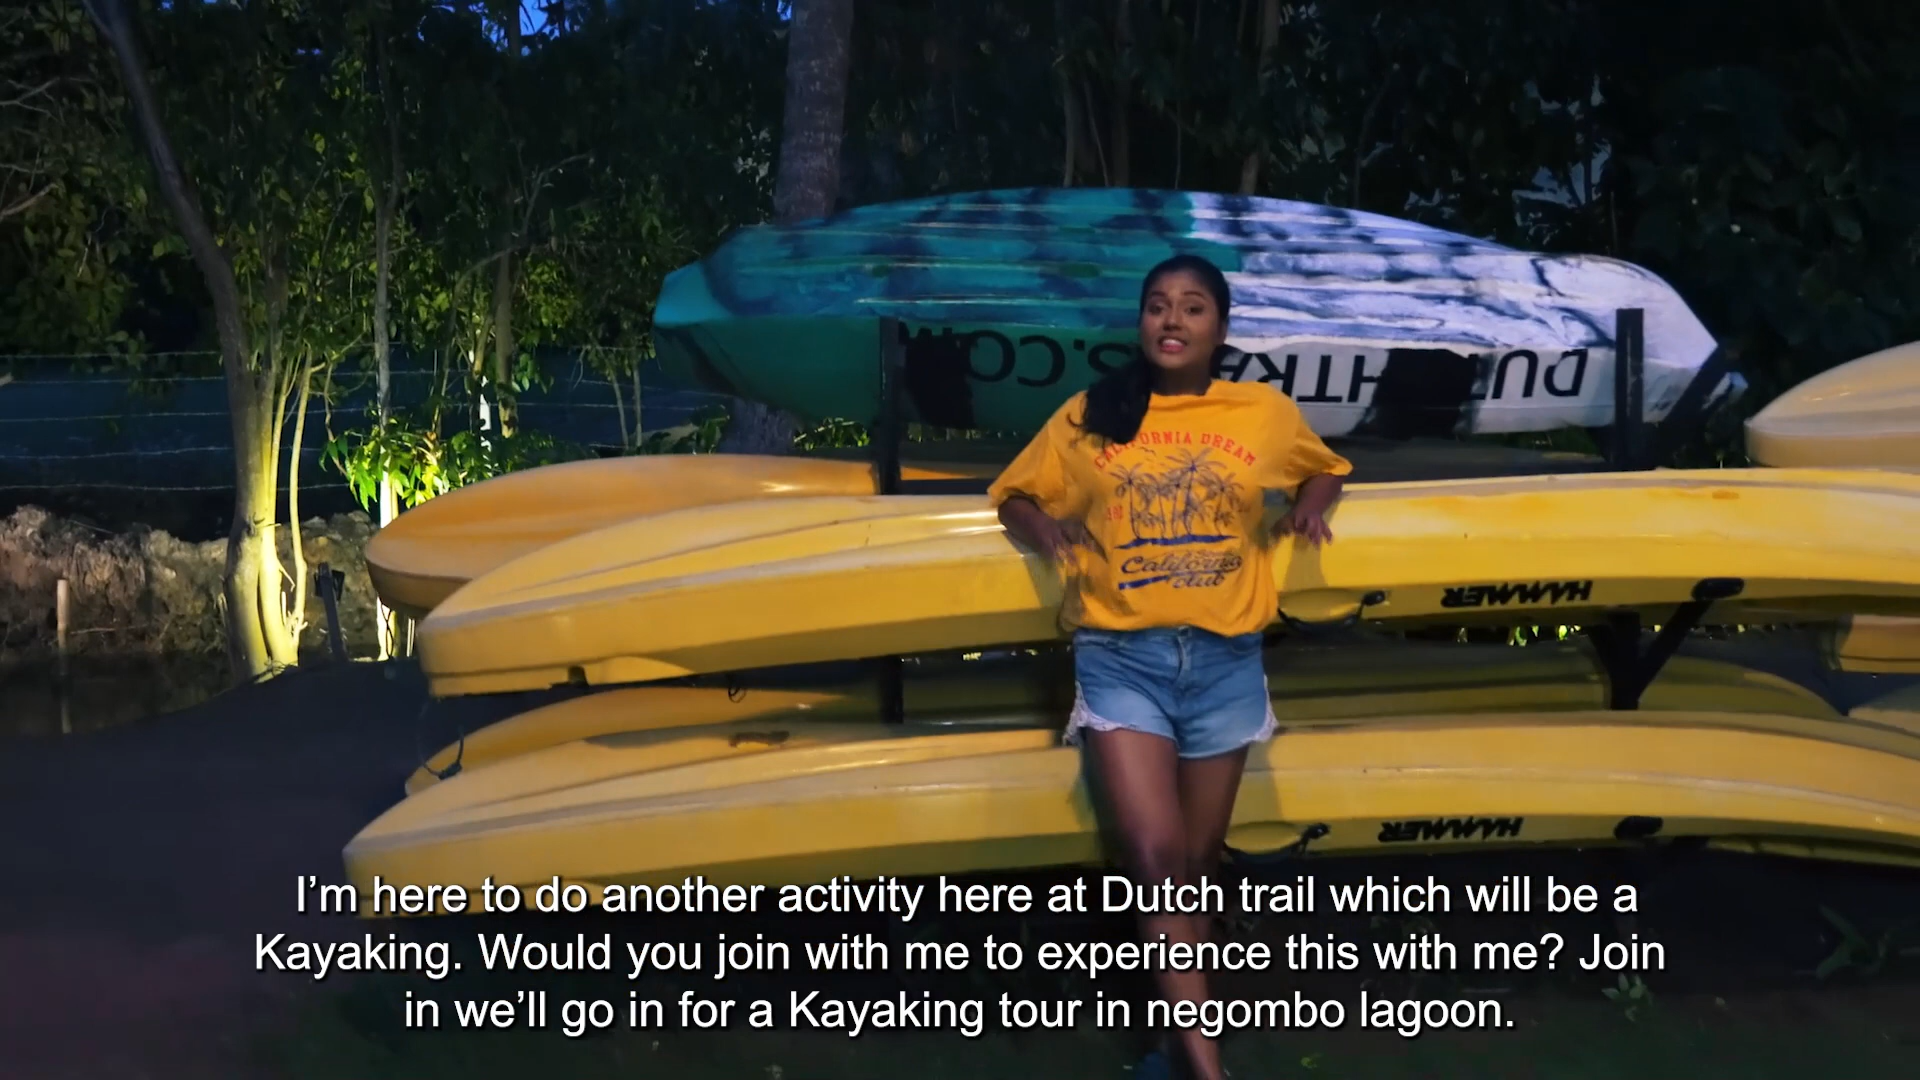 CALIFORNIA DREAM
California
club
HAMMER
HAMMER
I'm here to do another activity here at Dutch trail which will be a
Kayaking. Would you join with me to experience this with me? Join
in we'll go in for a Kayaking tour in negombo lagoon.